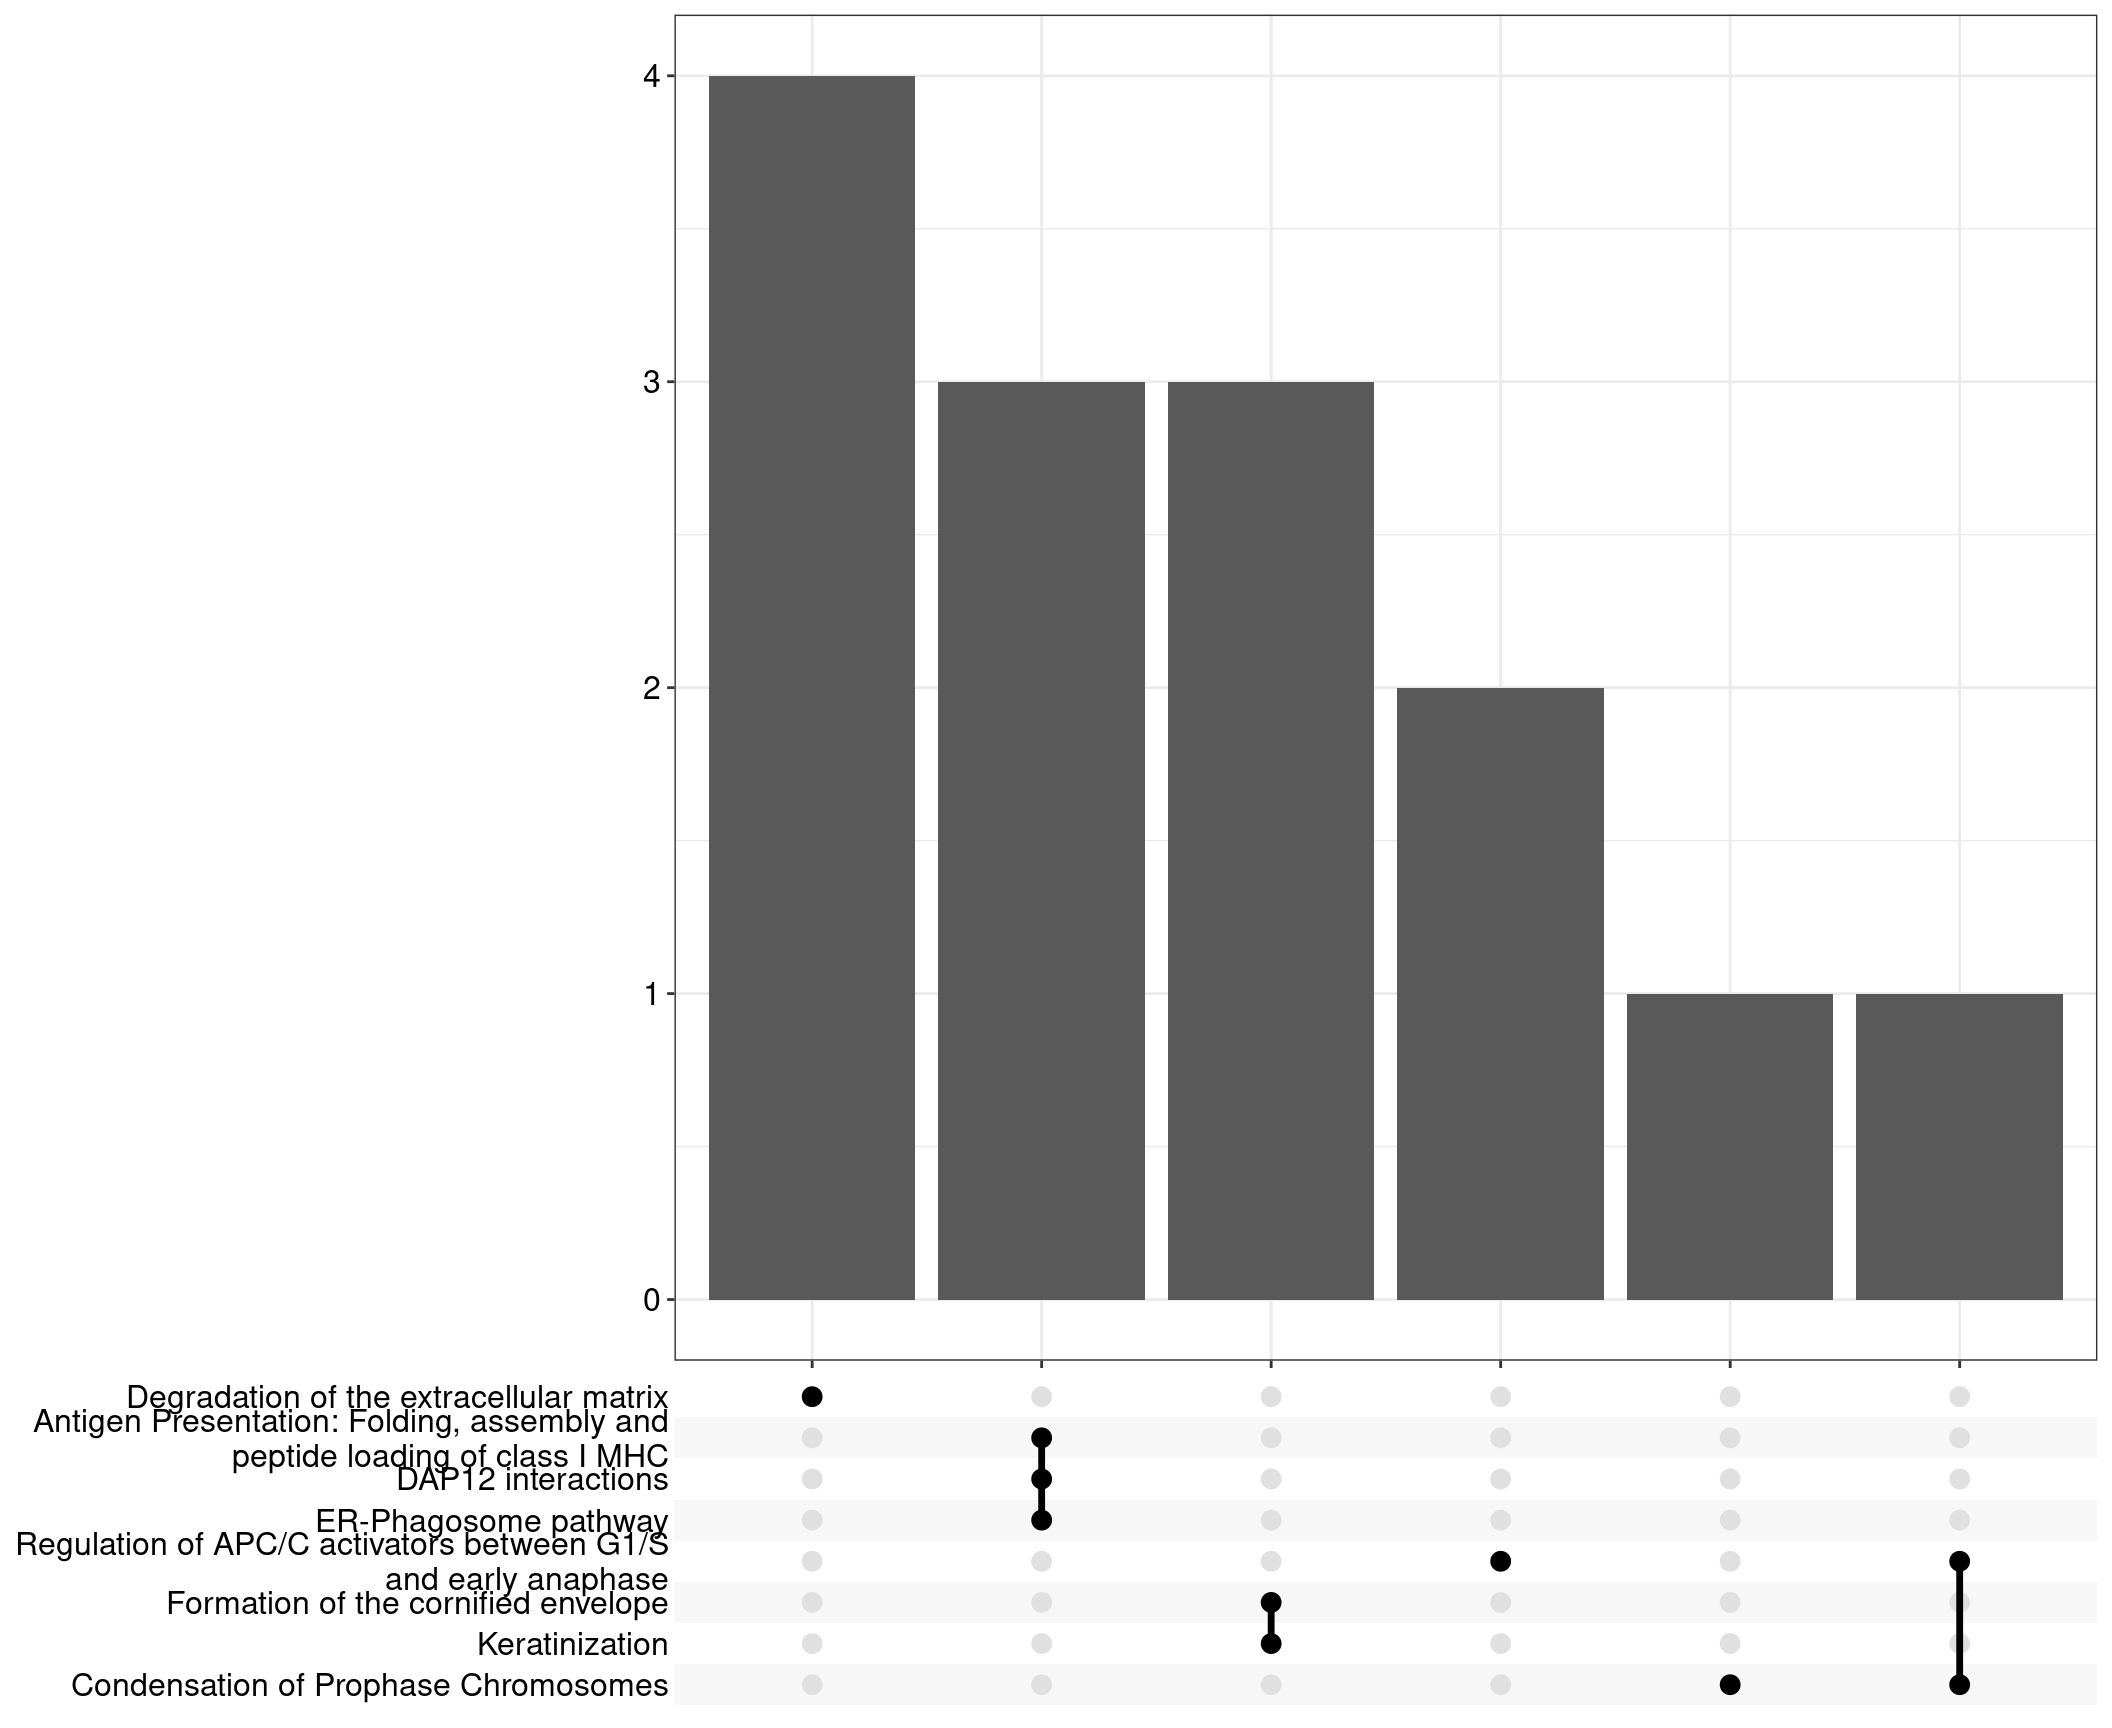 4
3
2
1
0
Degradation of the extracellular matrix
Antigen Presentation: Folding, assembly and
peptide loading of class I MHC
DAP12 interactions
ER-Phagosome pathway
Regulation of APC/C activators between G1/S
and early anaphase
Formation of the cornified envelope
Keratinization
Condensation of Prophase Chromosomes